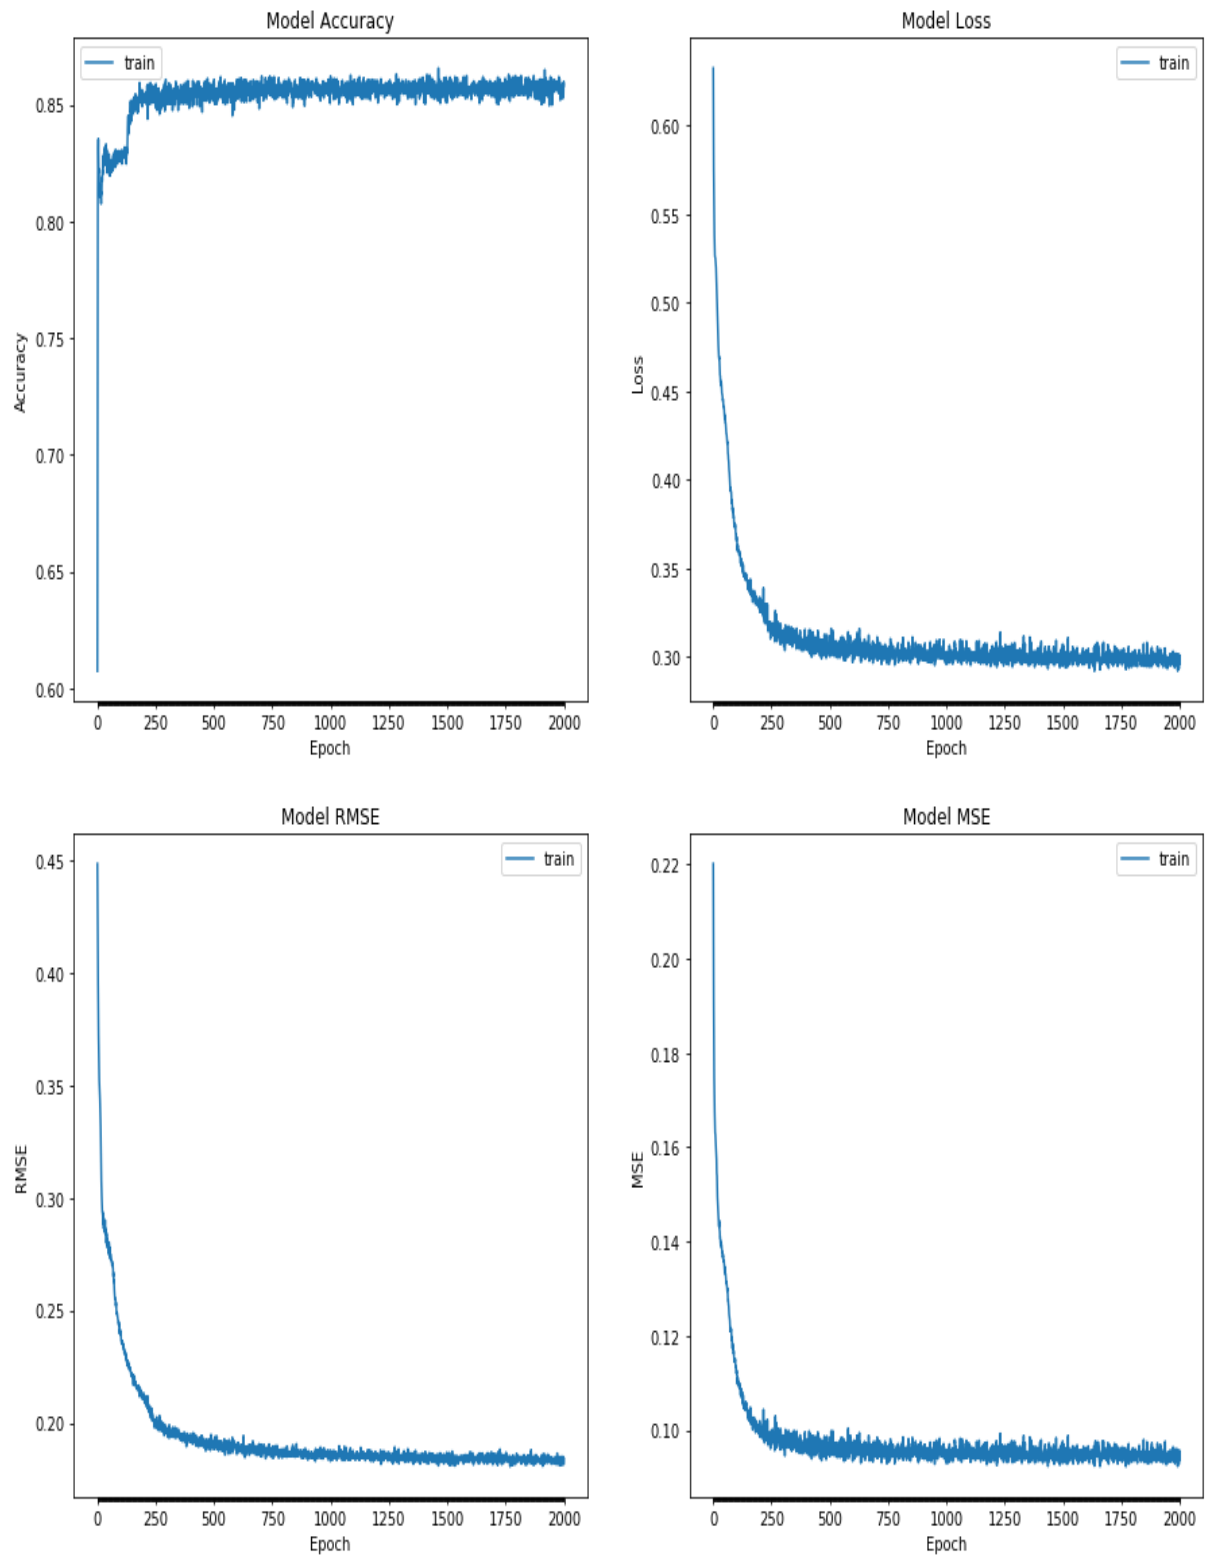 Model Accuracy
train
Accuracy
0.85
0.80
0.75
0.70
0.65
0.60
0 250 500 750 1000 1250 1500 1750 2000
Epoch
Model Loss
train
Loss
0.60
0.55
0.50
0.45
0.40
0.35
0.30
0 250 500 750 1000 1250 1500 1750 2000
Epoch
Model RMSE
train
RMSE
0.45
0.40
0.35
0.30
0.25
0.20
0 250 500 750 1000 1250 1500 1750 2000
Epoch
Model MSE
train
MSE
0.22
0.20
0.18
0.16
0.14
0.12
0.10
0 250 500 750 1000 1250 1500 1750 2000
Epoch